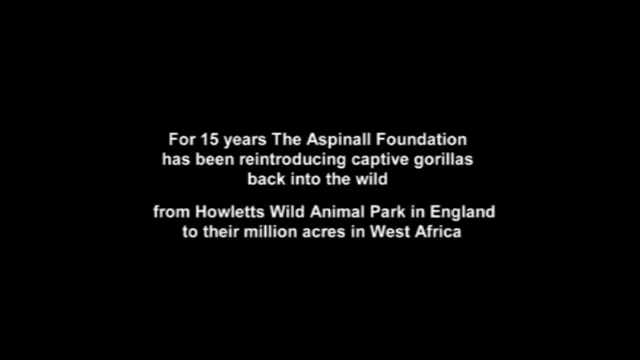 For 15 years The Aspinall Foundation
has been reintroducing captive gorillas
back into the wild
from Howletts Wild Animal Park in England
to their million acres in West Africa